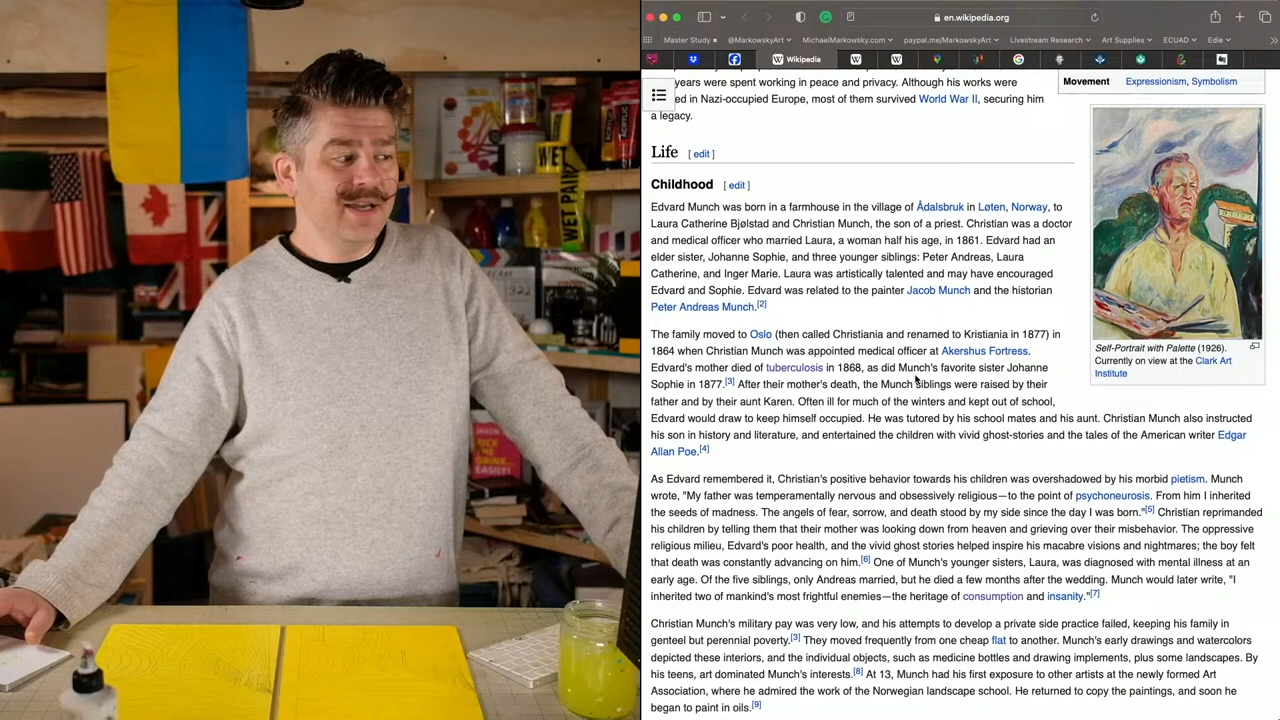 WET PAINT
ACRYLIC
ACRYLIC
en.wikipedia.org
Master Study
@MarkowskyArt
MichaelMarkowsky.com
paypal.me/MarkowskyArt
Livestream Research
Art Supplies
ECUAD
Edie
Wikipedia
years were spent working in peace and privacy. Although his works were
ed in Nazi-occupied Europe, most of them survived World War II, securing him
a legacy.
Movement Expressionism, Symbolism
Life [ edit ]
Childhood [ edit ]
Edvard Munch was born in a farmhouse in the village of Ådalsbruk in Løten, Norway, to
Laura Catherine Bjølstad and Christian Munch, the son of a priest. Christian was a doctor
and medical officer who married Laura, a woman half his age, in 1861. Edvard had an
elder sister, Johanne Sophie, and three younger siblings: Peter Andreas, Laura
Catherine, and Inger Marie. Laura was artistically talented and may have encouraged
Edvard and Sophie. Edvard was related to the painter Jacob Munch and the historian
Peter Andreas Munch.[2]
The family moved to Oslo (then called Christiania and renamed to Kristiania in 1877) in
1864 when Christian Munch was appointed medical officer at Akershus Fortress.
Edvard's mother died of tuberculosis in 1868, as did Munch's favorite sister Johanne
Sophie in 1877.[3] After their mother's death, the Munch siblings were raised by their
father and by their aunt Karen. Often ill for much of the winters and kept out of school,
Edvard would draw to keep himself occupied. He was tutored by his school mates and his aunt. Christian Munch also instructed
his son in history and literature, and entertained the children with vivid ghost-stories and the tales of the American writer Edgar
Allan Poe.[4]
Self-Portrait with Palette (1926).
Currently on view at the Clark Art
Institute
As Edvard remembered it, Christian's positive behavior towards his children was overshadowed by his morbid pietism. Munch
wrote, "My father was temperamentally nervous and obsessively religious—to the point of psychoneurosis. From him I inherited
the seeds of madness. The angels of fear, sorrow, and death stood by my side since the day I was born."[5] Christian reprimanded
his children by telling them that their mother was looking down from heaven and grieving over their misbehavior. The oppressive
religious milieu, Edvard's poor health, and the vivid ghost stories helped inspire his macabre visions and nightmares; the boy felt
that death was constantly advancing on him.[6] One of Munch's younger sisters, Laura, was diagnosed with mental illness at an
early age. Of the five siblings, only Andreas married, but he died a few months after the wedding. Munch would later write, "I
inherited two of mankind's most frightful enemies—the heritage of consumption and insanity."[7]
Christian Munch's military pay was very low, and his attempts to develop a private side practice failed, keeping his family in
genteel but perennial poverty.[3] They moved frequently from one cheap flat to another. Munch's early drawings and watercolors
depicted these interiors, and the individual objects, such as medicine bottles and drawing implements, plus some landscapes. By
his teens, art dominated Munch's interests.[8] At 13, Munch had his first exposure to other artists at the newly formed Art
Association, where he admired the work of the Norwegian landscape school. He returned to copy the paintings, and soon he
began to paint in oils.[9]